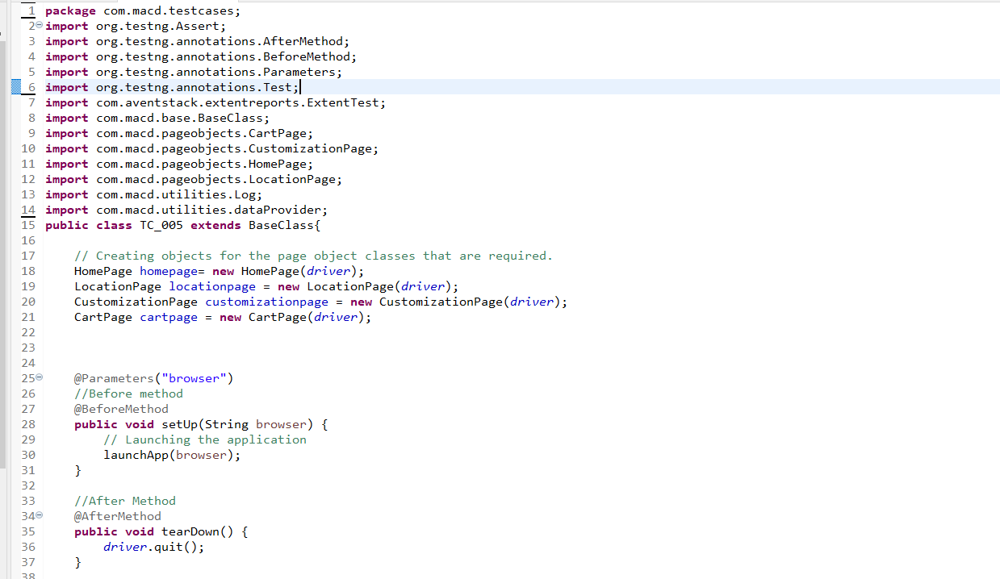 1 package com.macd.testcases;
2 import org.testng.Assert;
3 import org.testng.annotations.AfterMethod;
4 import org.testng.annotations.BeforeMethod;
5 import org.testng.annotations.Parameters;
6 import org.testng.annotations.Test;
7 import com.aventstack.extentreports.ExtentTest;
8 import com.macd.base.BaseClass;
9 import com.macd.pageobjects.CartPage;
10 import com.macd.pageobjects.CustomizationPage;
11 import com.macd.pageobjects.HomePage;
12 import com.macd.pageobjects.LocationPage;
13 import com.macd.utilities.Log;
14 import com.macd.utilities.dataProvider;
15 public class TC_005 extends BaseClass{
16
17     // Creating objects for the page object classes that are required.
18     HomePage homepage= new HomePage(driver);
19     LocationPage locationpage = new LocationPage(driver);
20     CustomizationPage customizationpage = new CustomizationPage(driver);
21     CartPage cartpage = new CartPage(driver);
22
23
24
25     @Parameters("browser")
26     //Before method
27     @BeforeMethod
28     public void setUp(String browser) {
29         // Launching the application
30         launchApp(browser);
31     }
32
33     //After Method
34     @AfterMethod
35     public void tearDown() {
36         driver.quit();
37     }
38